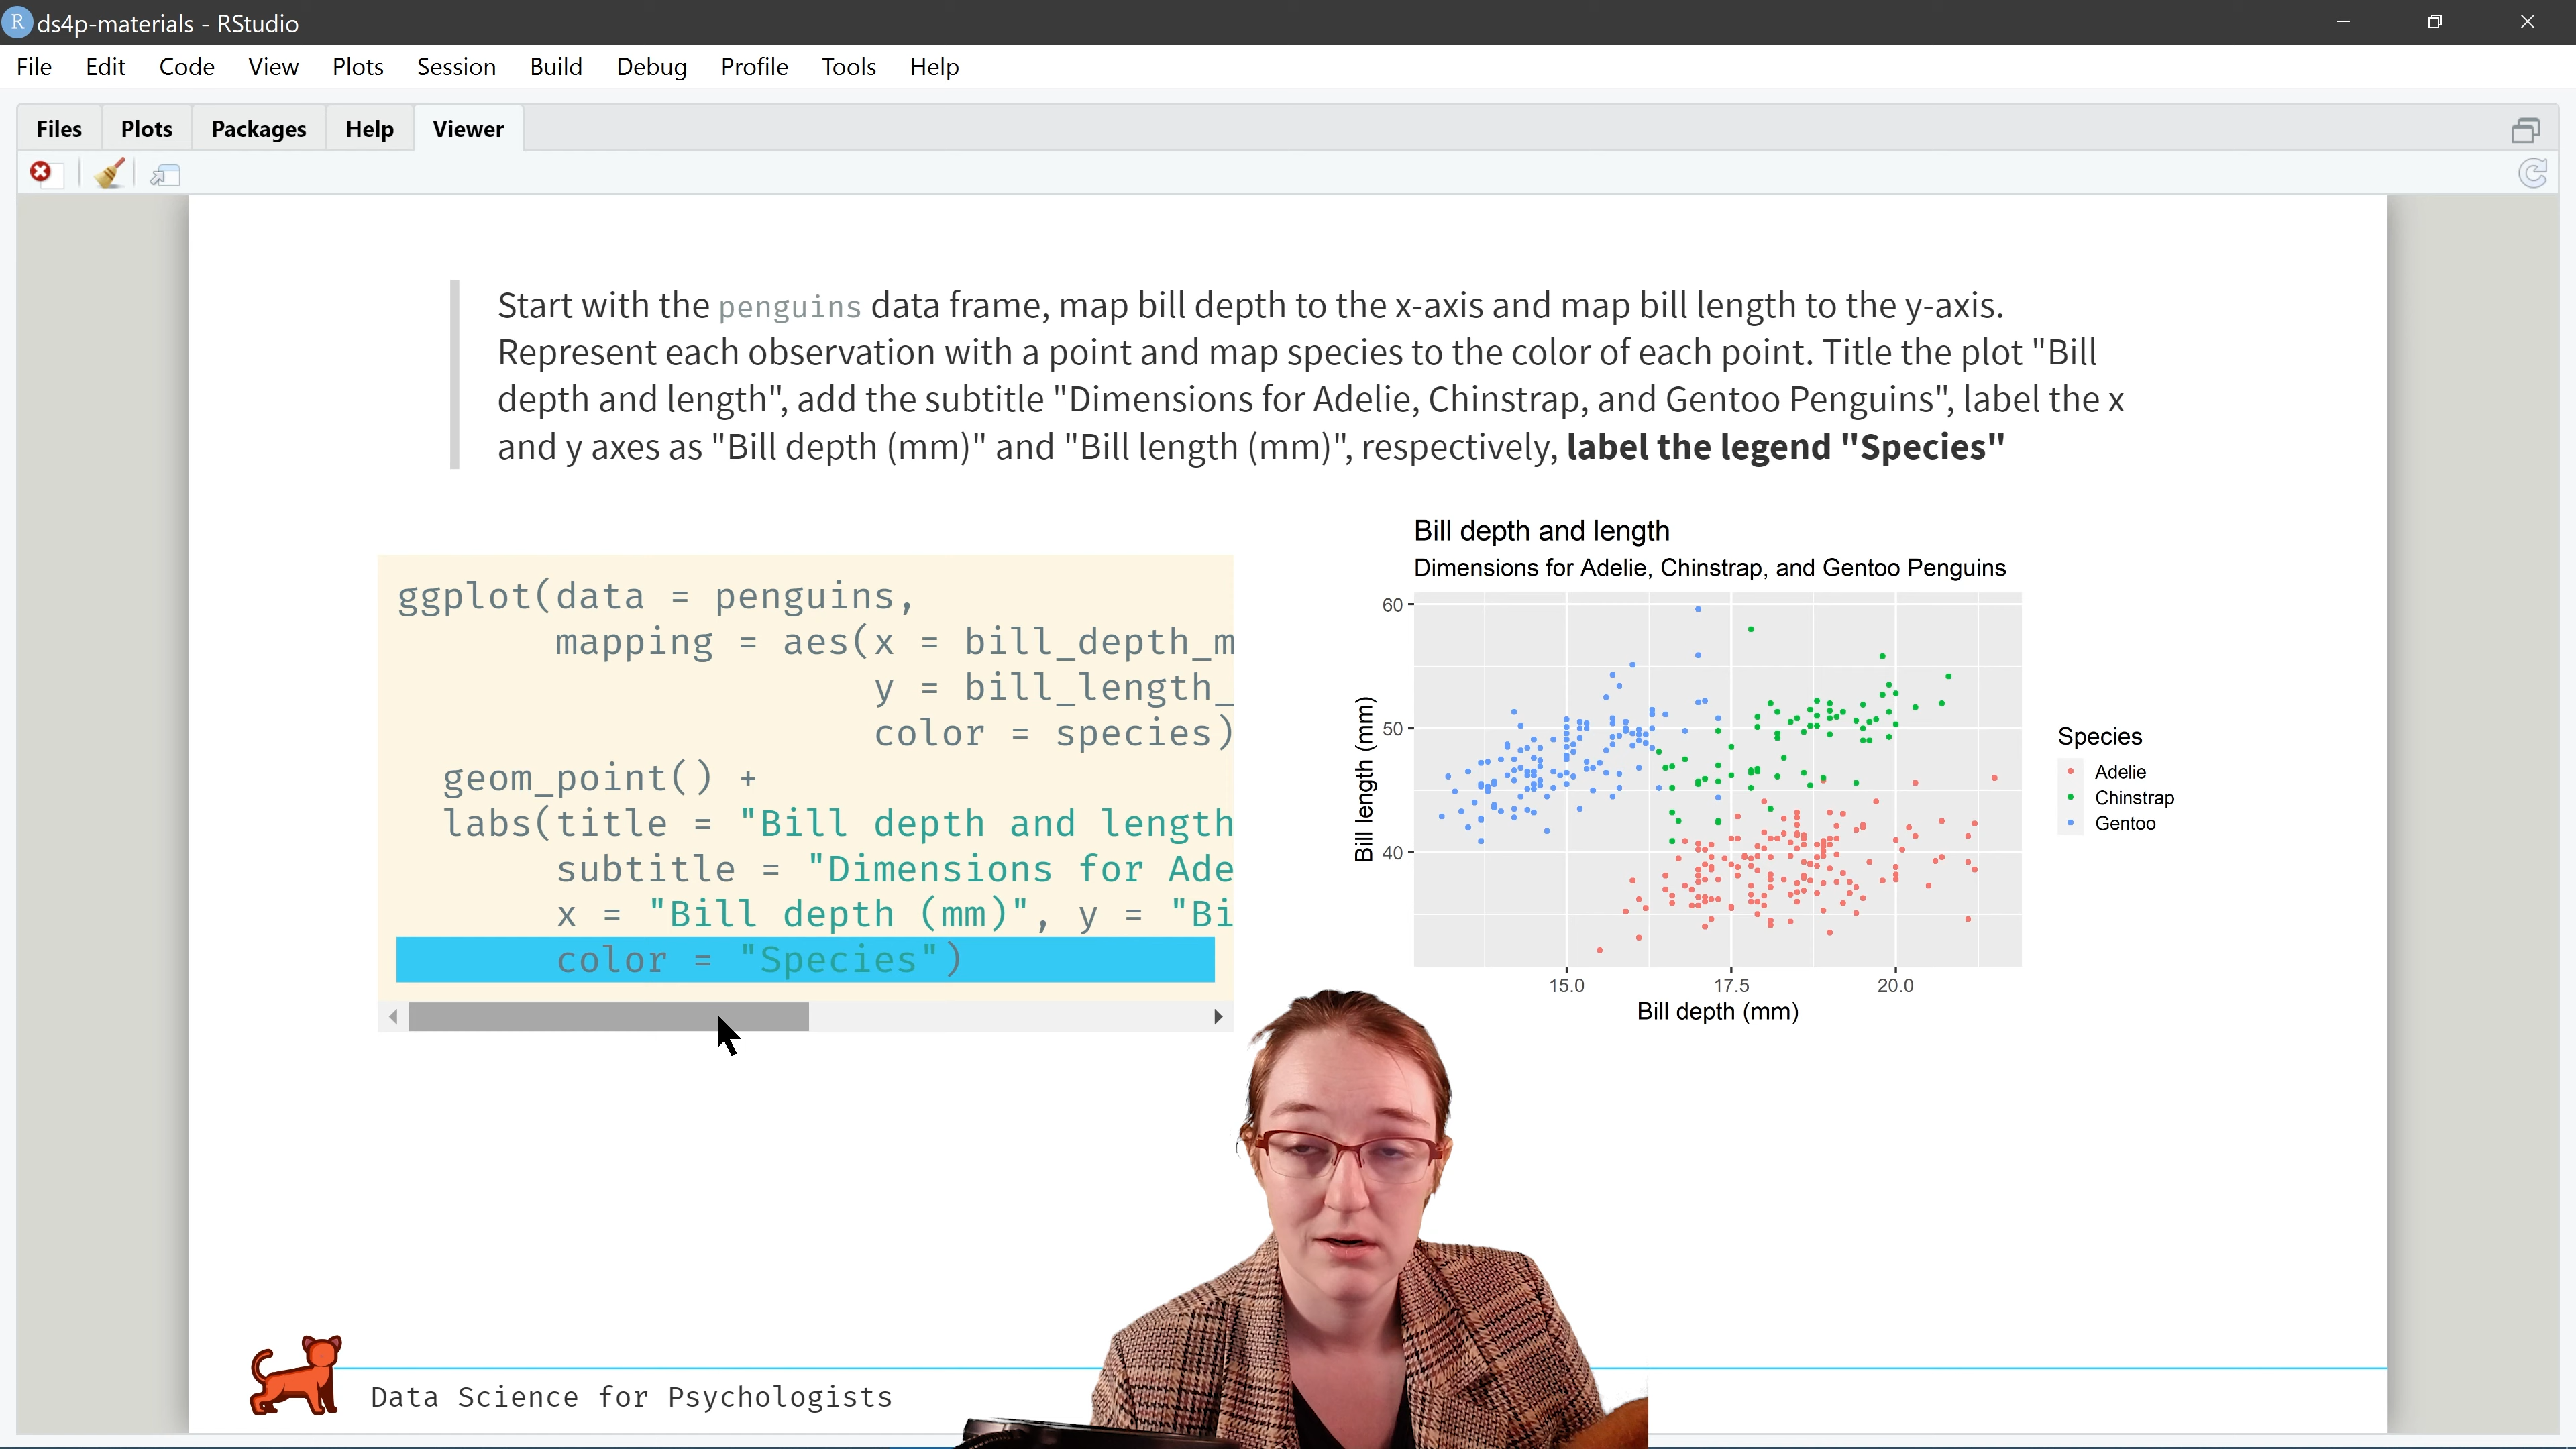 R ds4p-materials - RStudio
File Edit Code View Plots Session Build Debug Profile Tools Help
Files Plots Packages Help Viewer
Start with the penguins data frame, map bill depth to the x-axis and map bill length to the y-axis.
Represent each observation with a point and map species to the color of each point. Title the plot "Bill
depth and length", add the subtitle "Dimensions for Adelie, Chinstrap, and Gentoo Penguins", label the x
and y axes as "Bill depth (mm)" and "Bill length (mm)", respectively, label the legend "Species"
ggplot(data = penguins,
mapping = aes(x = bill_depth_m
y = bill_length_
color = species)
geom_point() +
labs(title = "Bill depth and length
subtitle = "Dimensions for Ade
x = "Bill depth (mm)", y = "Bi
color = "Species")
Bill depth and length
Dimensions for Adelie, Chinstrap, and Gentoo Penguins
60
50
40
Bill length (mm)
15.0 17.5 20.0
Bill depth (mm)
Species
Adelie
Chinstrap
Gentoo
Data Science for Psychologists